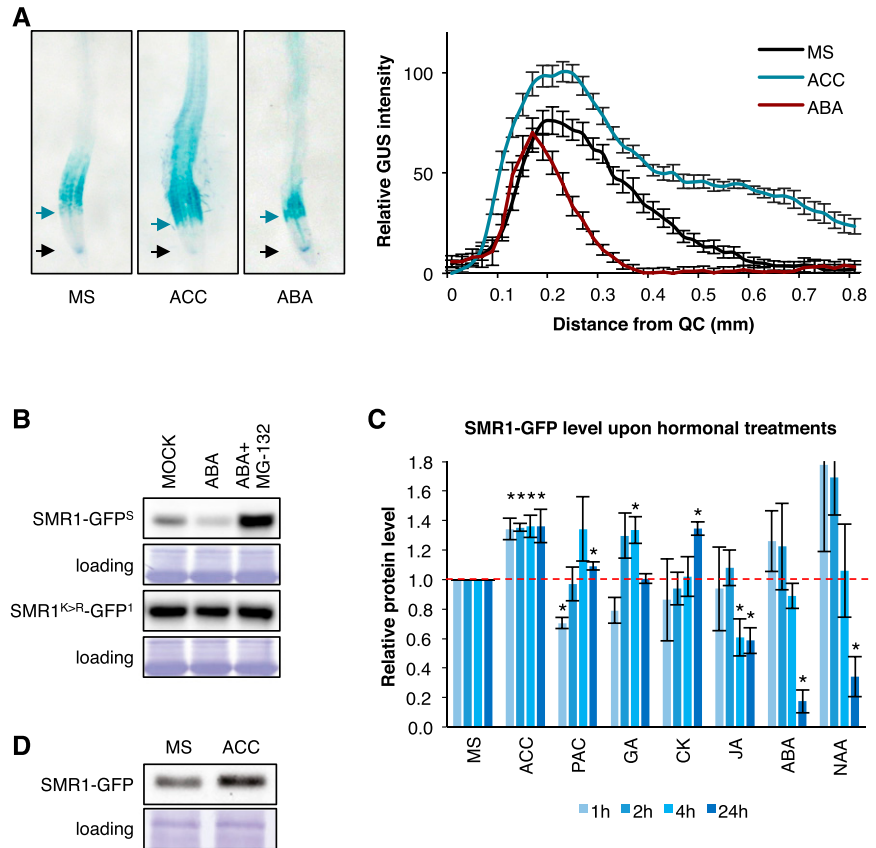 A
MS
ACC
ABA
Relative GUS intensity
100
50
0
MS
ACC
ABA
0
0.1
0.2
0.3
0.4
0.5
0.6
0.7
0.8
Distance from QC (mm)
B
MOCK
ABA
ABA+
MG-132
SMR1-GFPS
loading
SMR1K>R-GFP1
loading
C
SMR1-GFP level upon hormonal treatments
Relative protein level
1.8
1.6
1.4
1.2
1.0
0.8
0.6
0.4
0.2
0.0
* * * *
*
*
*
*
*
*
*
*
MS
ACC
PAC
GA
CK
JA
ABA
NAA
1h 2h 4h 24h
D
MS ACC
SMR1-GFP
loading